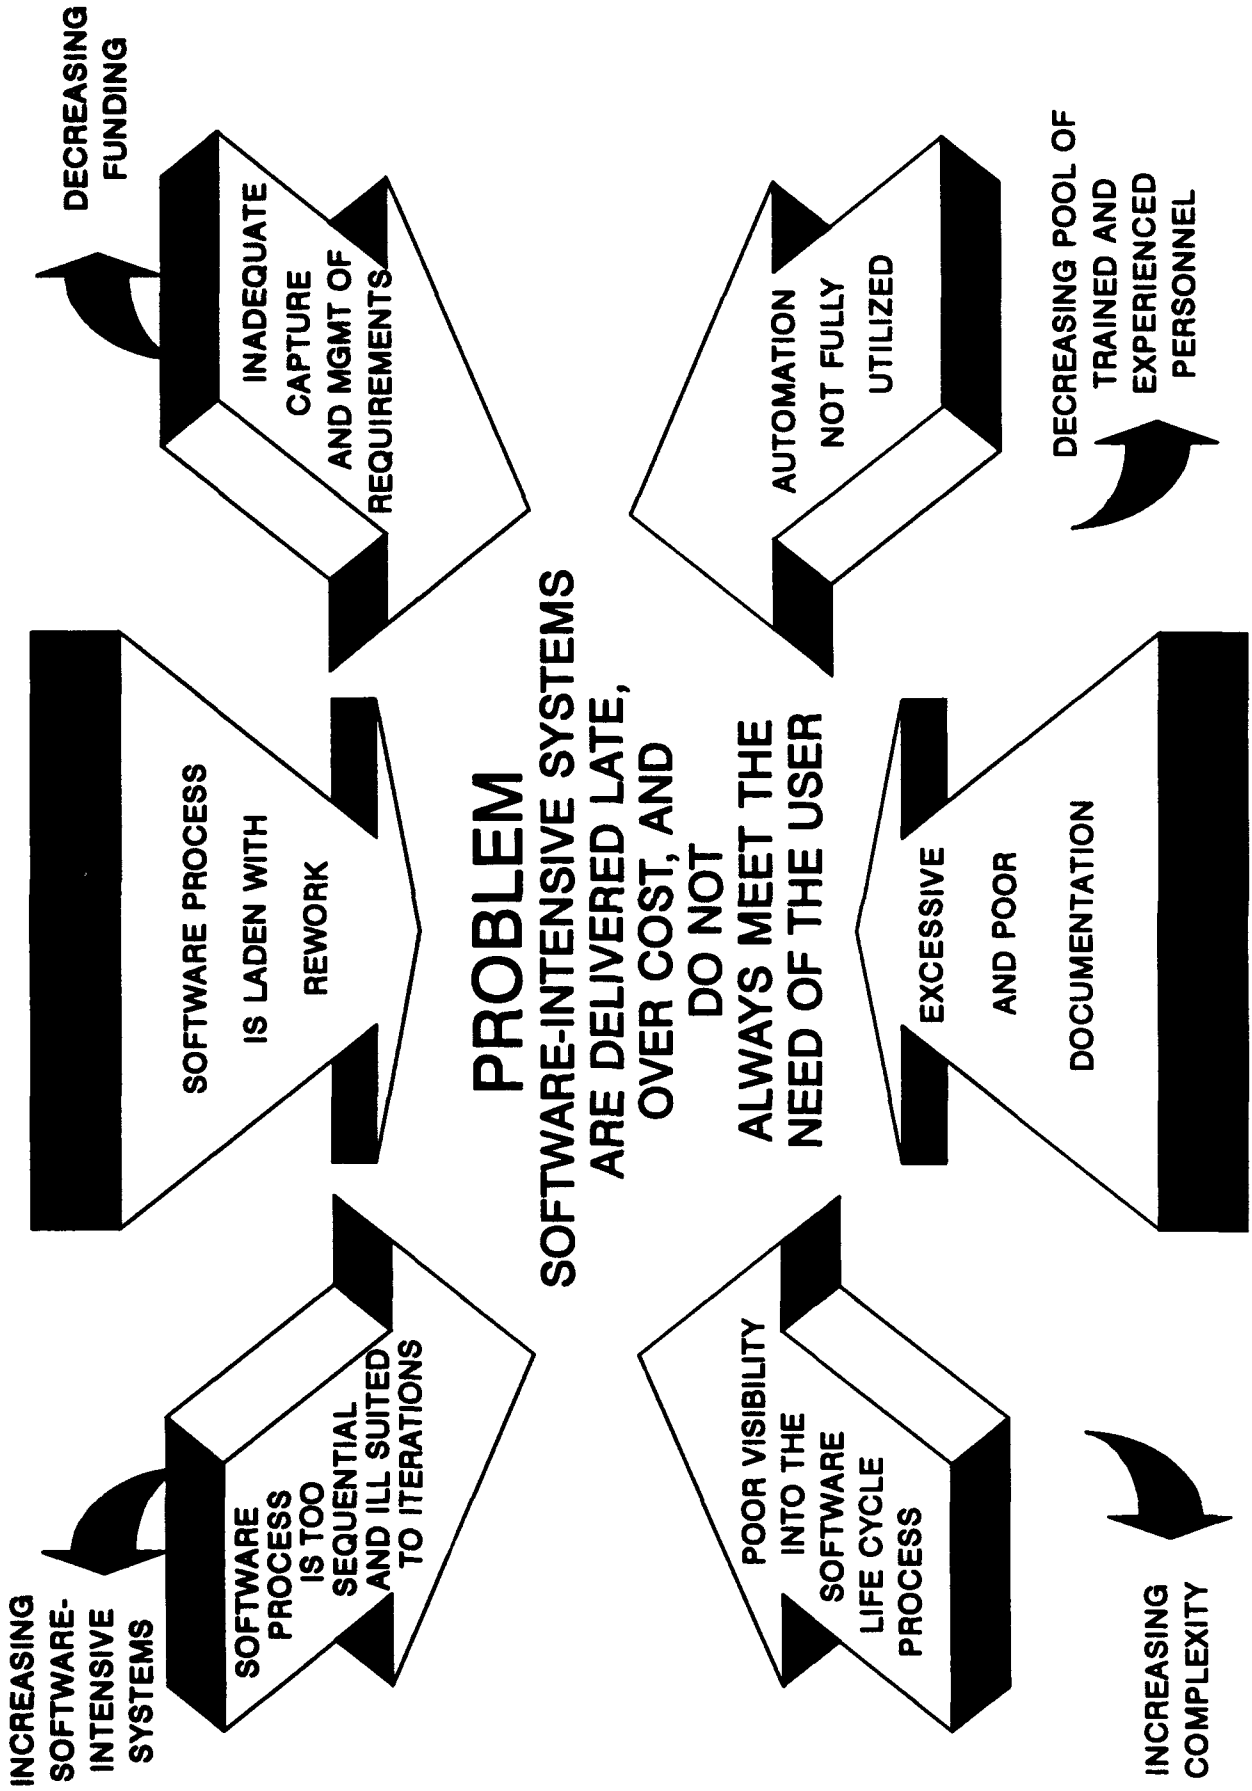 INCREASING
SOFTWARE-
INTENSIVE
SYSTEMS
DECREASING
FUNDING
SOFTWARE
PROCESS
IS TOO
SEQUENTIAL
AND ILL SUITED
TO ITERATIONS
SOFTWARE PROCESS
IS LADEN WITH
REWORK
INADEQUATE
CAPTURE
AND MGMT OF
REQUIREMENTS
PROBLEM
SOFTWARE-INTENSIVE SYSTEMS
ARE DELIVERED LATE,
OVER COST, AND
DO NOT
ALWAYS MEET THE
NEED OF THE USER
POOR VISIBILITY
INTO THE
SOFTWARE
LIFE CYCLE
PROCESS
EXCESSIVE
AND POOR
DOCUMENTATION
AUTOMATION
NOT FULLY
UTILIZED
INCREASING
COMPLEXITY
DECREASING POOL OF
TRAINED AND
EXPERIENCED
PERSONNEL